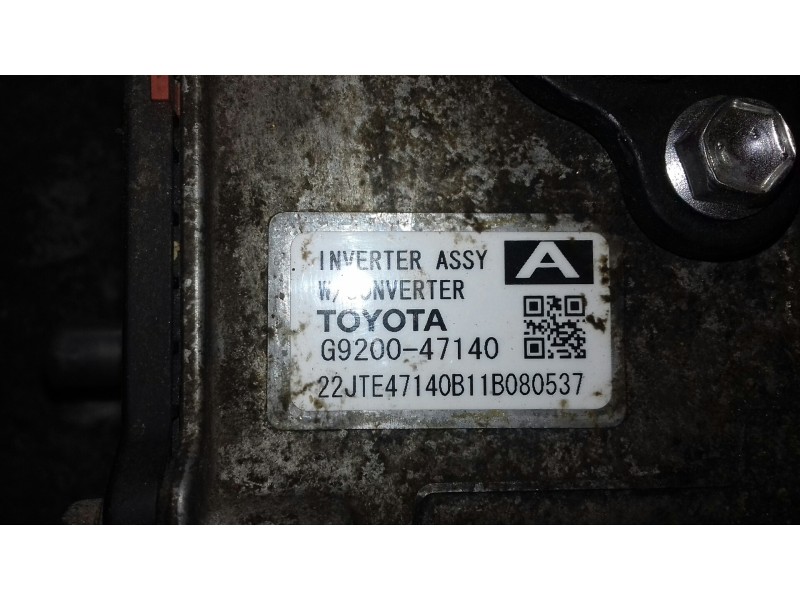 INVERTER ASSY
A
W/CONVERTER
TOYOTA
G9200-47140
22JTE47140B11B080537